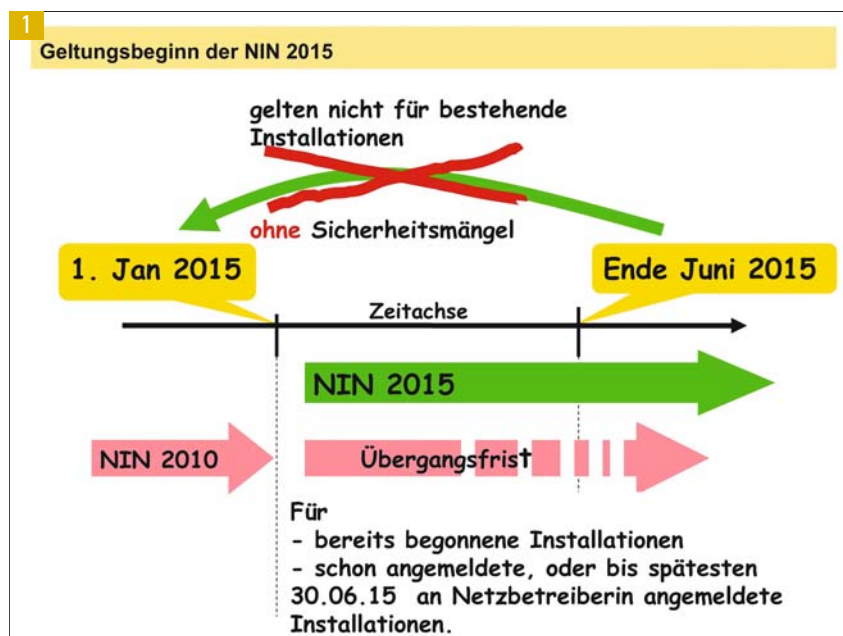 1
Geltungsbeginn der NIN 2015
gelten nicht für bestehende
Installationen
ohne Sicherheitsmängel
1. Jan 2015
Ende Juni 2015
Zeitachse
NIN 2015
NIN 2010
Übergangsfrist
Für
- bereits begonnene Installationen
- schon angemeldete, oder bis spätesten
30.06.15 an Netzbetreiberin angemeldete
Installationen.